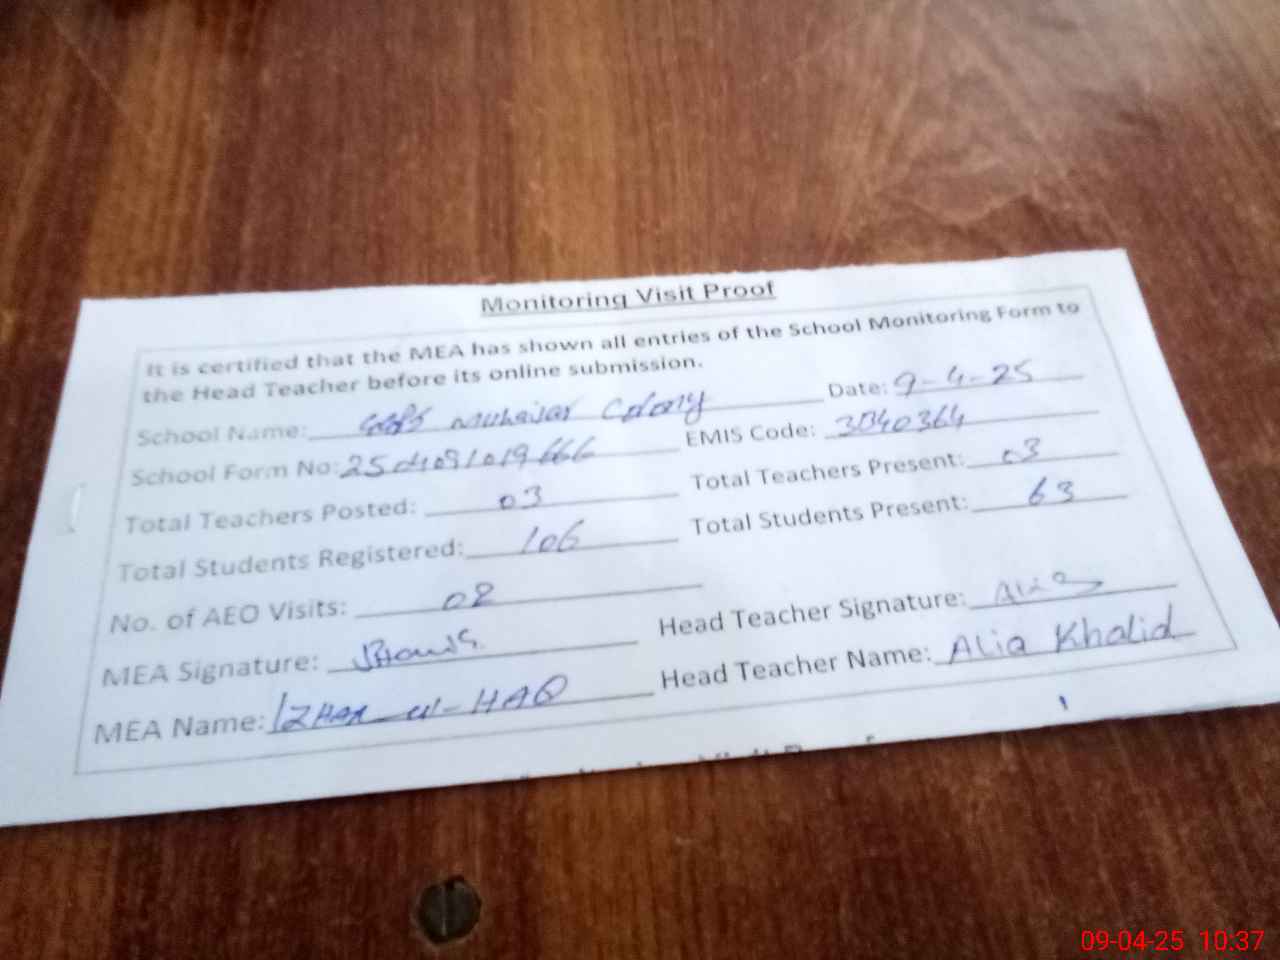 Monitoring Visit Proof
It is certified that the MEA has shown all entries of the School Monitoring Form to
the Head Teacher before its online submission.
School Name: Muhajar Colony Date: 9-4-25
School Form No: 2504091019666 EMIS Code:
Total Teachers Posted: 03 Total Teachers Present: 03
Total Students Registered: 106 Total Students Present: 63
No. of AEO Visits: 02
MEA Signature: Head Teacher Signature: Alia
MEA Name: IZHAR ul-HAQ Head Teacher Name: Alia Khalid
09-04-25 10:37